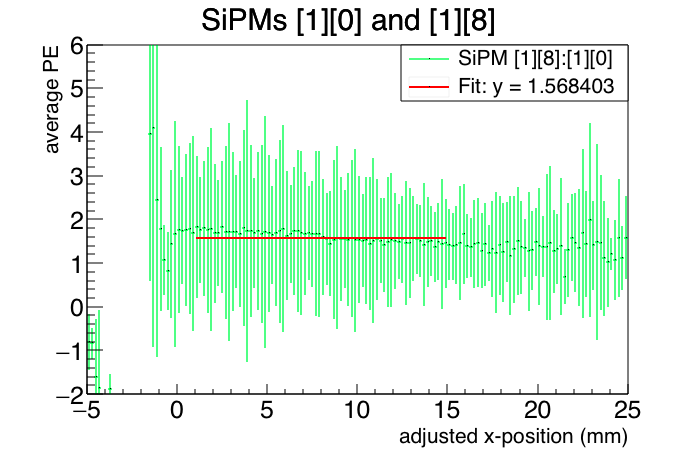 SiPMs [1][0] and [1][8]
average PE
SiPM [1][8]:[1][0]
Fit: y = 1.568403
6
5
4
3
2
1
0
−1
−2
−5 0 5 10 15 20 25
adjusted x-position (mm)